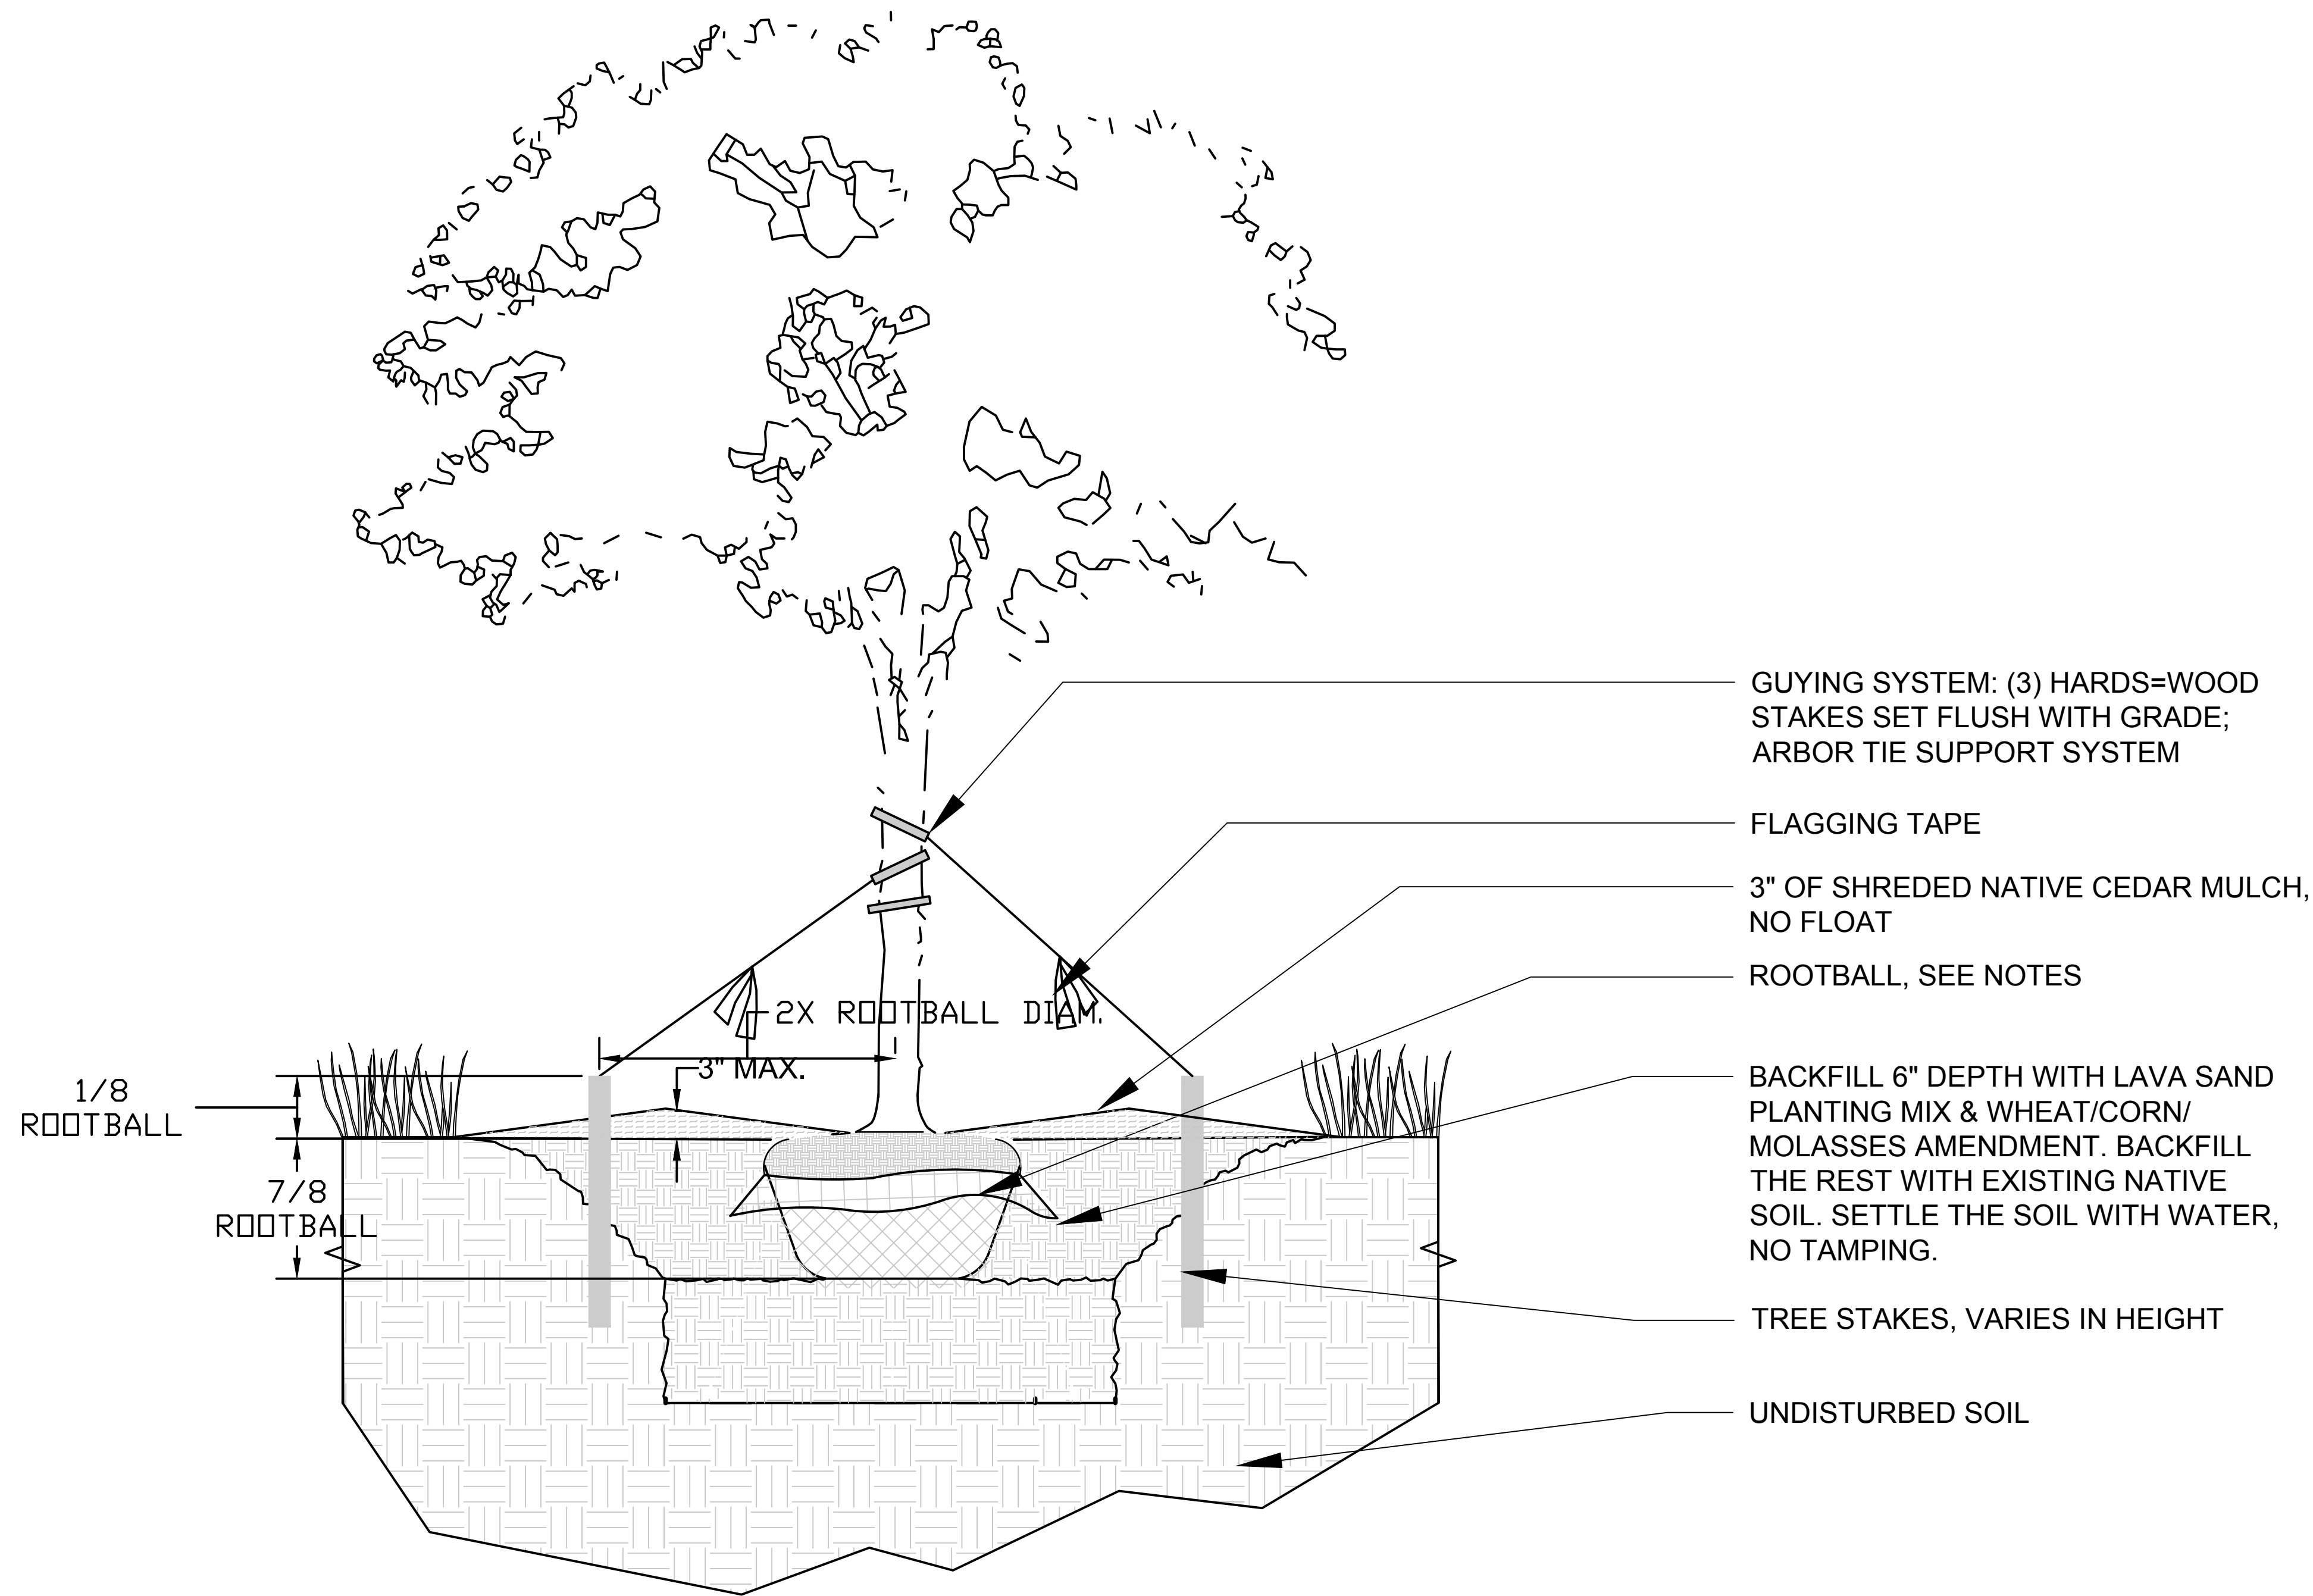 GUYING SYSTEM: (3) HARDS=WOOD
STAKES SET FLUSH WITH GRADE;
ARBOR TIE SUPPORT SYSTEM
FLAGGING TAPE
3" OF SHREDED NATIVE CEDAR MULCH,
NO FLOAT
ROOTBALL, SEE NOTES
2X ROOTBALL DIAM.
3" MAX.
1/8
ROOTBALL
7/8
ROOTBALL
BACKFILL 6" DEPTH WITH LAVA SAND
PLANTING MIX & WHEAT/CORN/
MOLASSES AMENDMENT. BACKFILL
THE REST WITH EXISTING NATIVE
SOIL. SETTLE THE SOIL WITH WATER,
NO TAMPING.
TREE STAKES, VARIES IN HEIGHT
UNDISTURBED SOIL